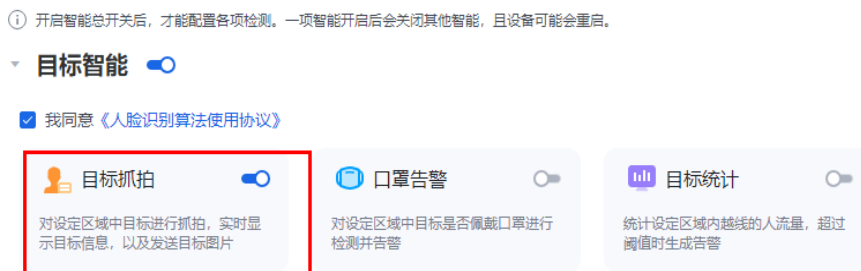 开启智能总开关后，才能配置各项检测。一项智能开启后会关闭其他智能，且设备可能会重启。
目标智能
我同意《人脸识别算法使用协议》
目标抓拍
对设定区域中目标进行抓拍，实时显
示目标信息，以及发送目标图片
口罩告警
对设定区域中目标是否佩戴口罩进行
检测并告警
目标统计
统计设定区域内越线的人流量，超过
阈值时生成告警